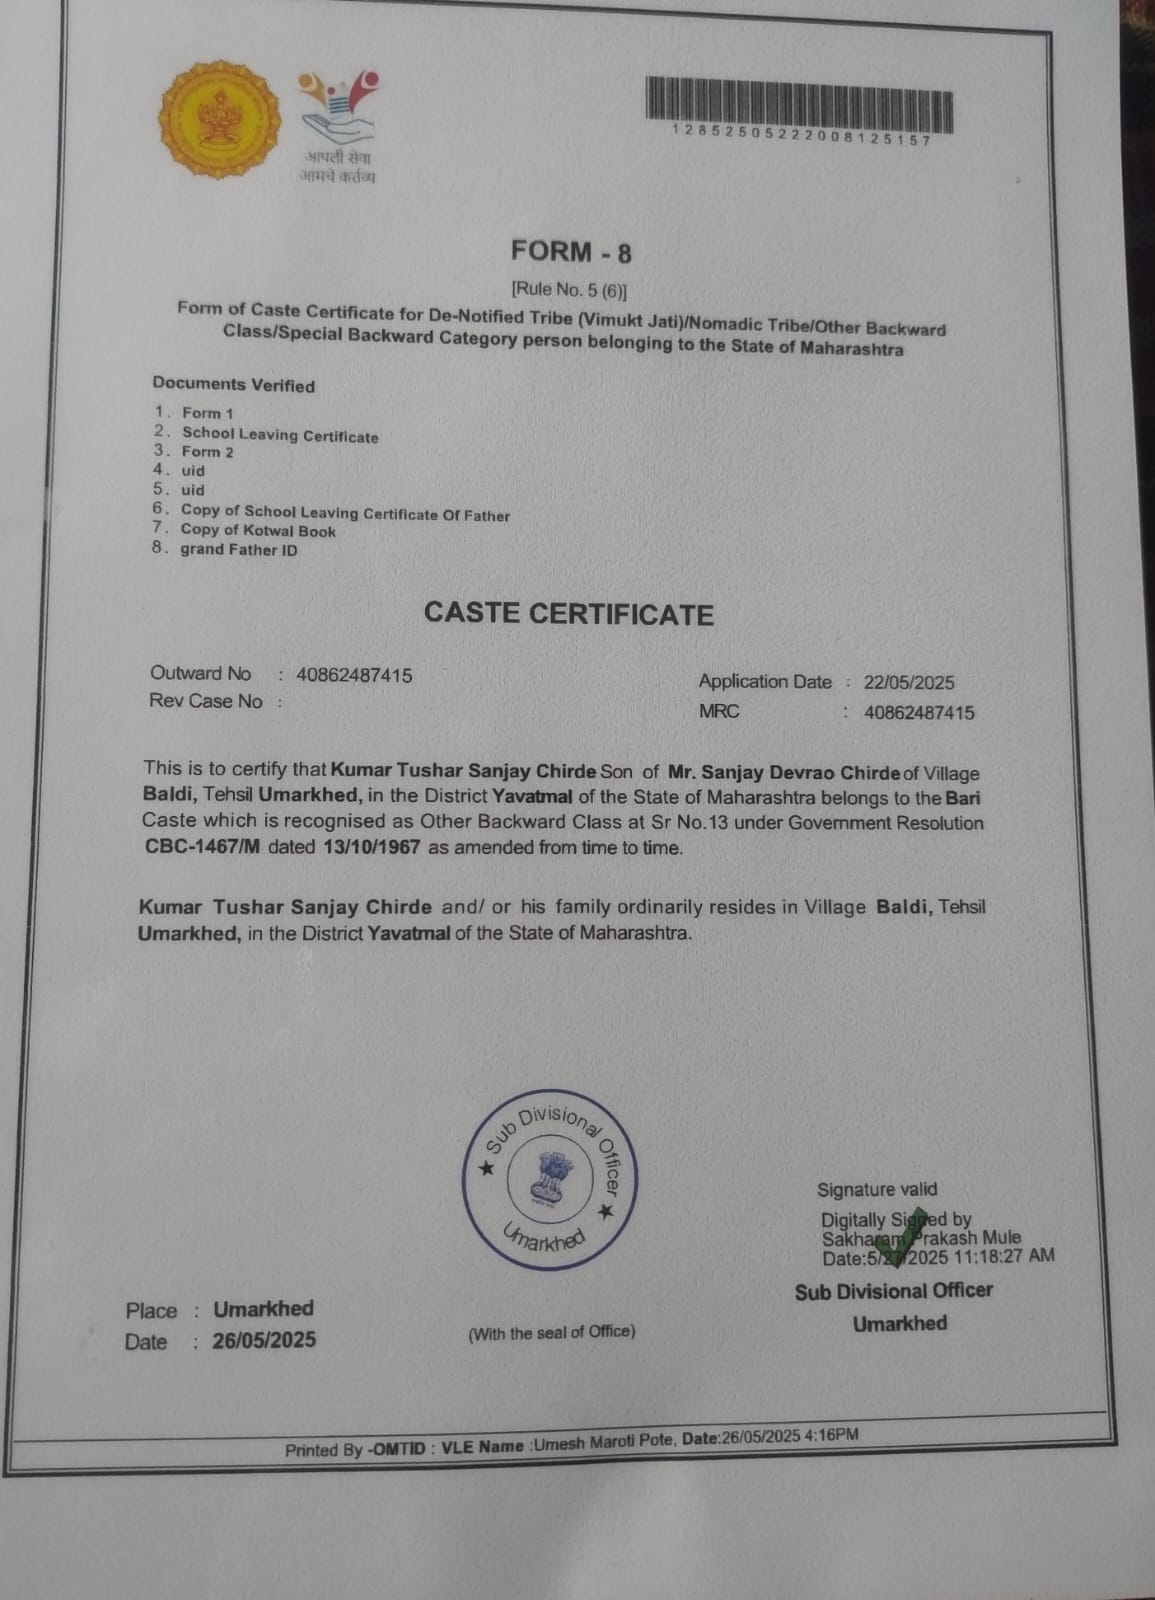 आपली सेवा
आमचे कर्तव्य
12852505222008125157
FORM - 8
[Rule No. 5 (6)]
Form of Caste Certificate for De-Notified Tribe (Vimukt Jati)/Nomadic Tribe/Other Backward
Class/Special Backward Category person belonging to the State of Maharashtra
Documents Verified
1. Form 1
2. School Leaving Certificate
3. Form 2
4. uid
5. uid
6. Copy of School Leaving Certificate Of Father
7. Copy of Kotwal Book
8. grand Father ID
CASTE CERTIFICATE
Outward No : 40862487415
Rev Case No :
Application Date : 22/05/2025
MRC : 40862487415
This is to certify that Kumar Tushar Sanjay Chirde Son of Mr. Sanjay Devrao Chirde of Village
Baldi, Tehsil Umarkhed, in the District Yavatmal of the State of Maharashtra belongs to the Bari
Caste which is recognised as Other Backward Class at Sr No.13 under Government Resolution
CBC-1467/M dated 13/10/1967 as amended from time to time.
Kumar Tushar Sanjay Chirde and/ or his family ordinarily resides in Village Baldi, Tehsil
Umarkhed, in the District Yavatmal of the State of Maharashtra.
Sub Divisional Officer
Umarkhed
Signature valid
Digitally Signed by
Sakharam Prakash Mule
Date:5/27/2025 11:18:27 AM
Sub Divisional Officer
Umarkhed
Place : Umarkhed
Date : 26/05/2025
(With the seal of Office)
Printed By -OMTID : VLE Name :Umesh Maroti Pote, Date:26/05/2025 4:16PM